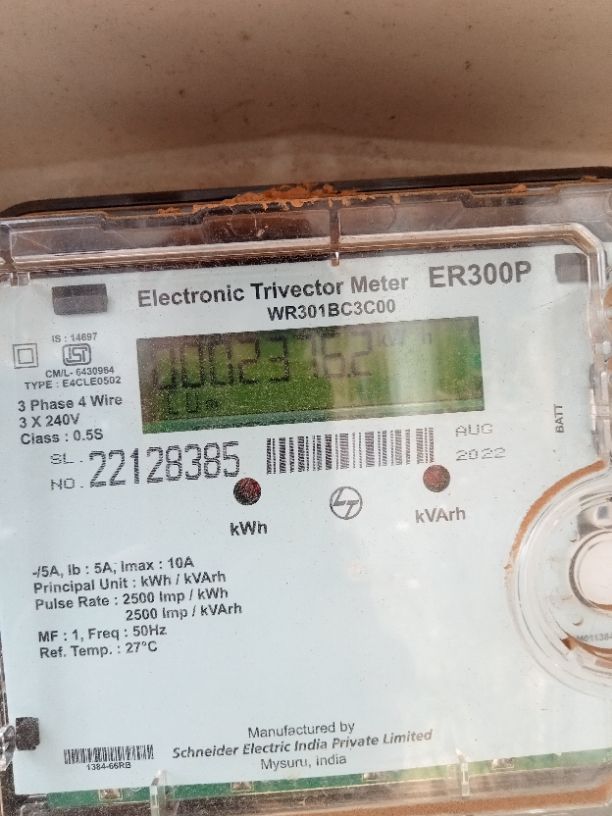 Electronic Trivector Meter ER300P
WR301BC3C00
IS : 14697
CM/L- 6430984
TYPE : E4CLE0502
3 Phase 4 Wire
3 X 240V
Class : 0.5S
kWh
CUm
SL.
NO. 22128385
AUG
2022
BATT
kWh
LT
kVArh
-/5A, Ib : 5A, Imax : 10A
Principal Unit : kWh / kVArh
Pulse Rate : 2500 Imp / kWh
2500 Imp / kVArh
MF : 1, Freq : 50Hz
Ref. Temp. : 27°C
Manufactured by
Schneider Electric India Private Limited
Mysuru, India
1384-66RB